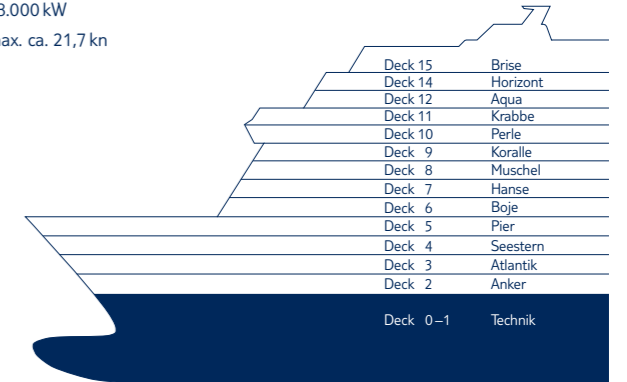 3.000 kW
ax. ca. 21,7 kn
Deck 15 Brise
Deck 14 Horizont
Deck 12 Aqua
Deck 11 Krabbe
Deck 10 Perle
Deck 9 Koralle
Deck 8 Muschel
Deck 7 Hanse
Deck 6 Boje
Deck 5 Pier
Deck 4 Seestern
Deck 3 Atlantik
Deck 2 Anker
Deck 0–1 Technik